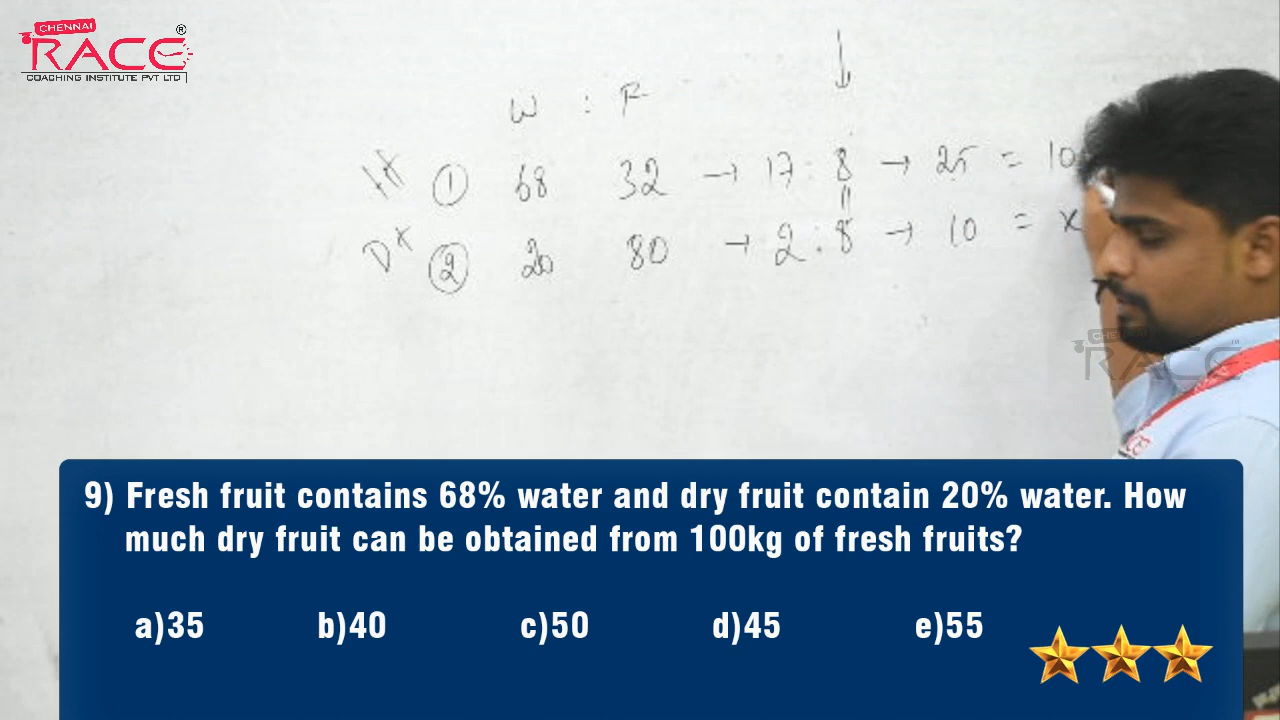 CHENNAI
RACE ®
COACHING INSTITUTE PVT LTD
W : F
① 68 32 → 17 : 8 → 25 = 10
② 20 80 → 2 : 8 → 10 = x
CHENNAI
RACE
9) Fresh fruit contains 68% water and dry fruit contain 20% water. How
much dry fruit can be obtained from 100kg of fresh fruits?
a)35 b)40 c)50 d)45 e)55